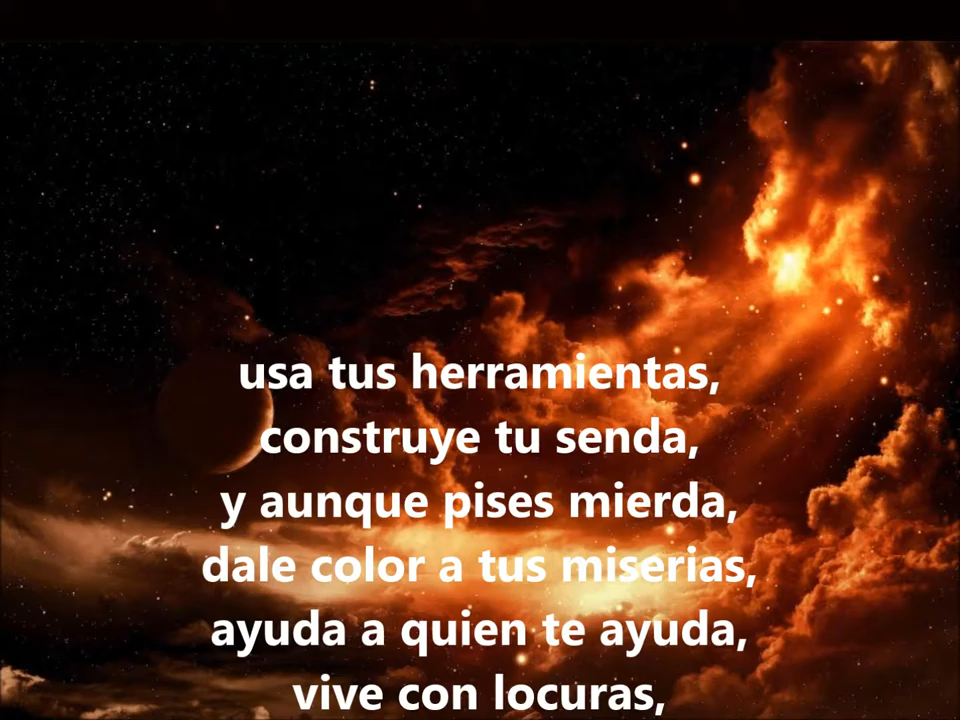 usa tus herramientas,
construye tu senda,
y aunque pises mierda,
dale color a tus miserias,
ayuda a quien te ayuda,
vive con locuras,